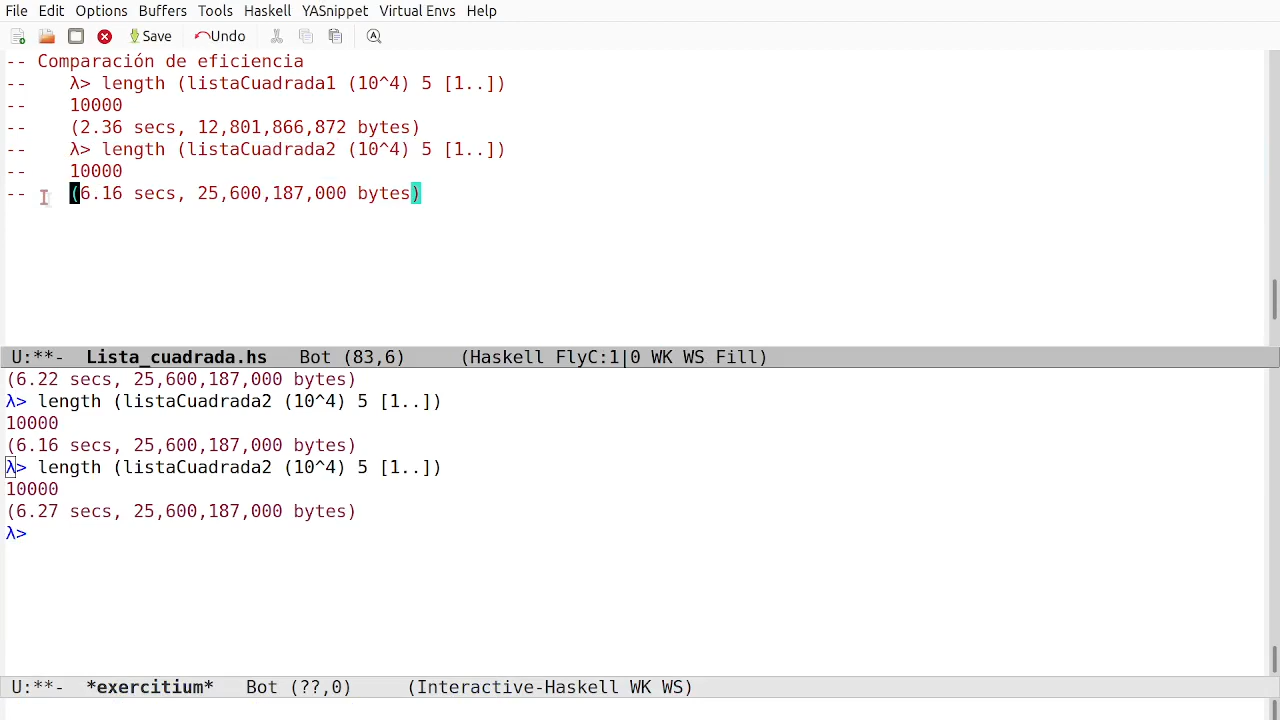 File Edit Options Buffers Tools Haskell YASnippet Virtual Envs Help
Save Undo
-- Comparación de eficiencia
--    λ> length (listaCuadrada1 (10^4) 5 [1..])
--    10000
--    (2.36 secs, 12,801,866,872 bytes)
--    λ> length (listaCuadrada2 (10^4) 5 [1..])
--    10000
--    (6.16 secs, 25,600,187,000 bytes)
U:**-  Lista_cuadrada.hs   Bot (83,6)     (Haskell FlyC:1|0 WK WS Fill)
(6.22 secs, 25,600,187,000 bytes)
λ> length (listaCuadrada2 (10^4) 5 [1..])
10000
(6.16 secs, 25,600,187,000 bytes)
λ> length (listaCuadrada2 (10^4) 5 [1..])
10000
(6.27 secs, 25,600,187,000 bytes)
λ>
U:**-  *exercitium*   Bot (??,0)     (Interactive-Haskell WK WS)